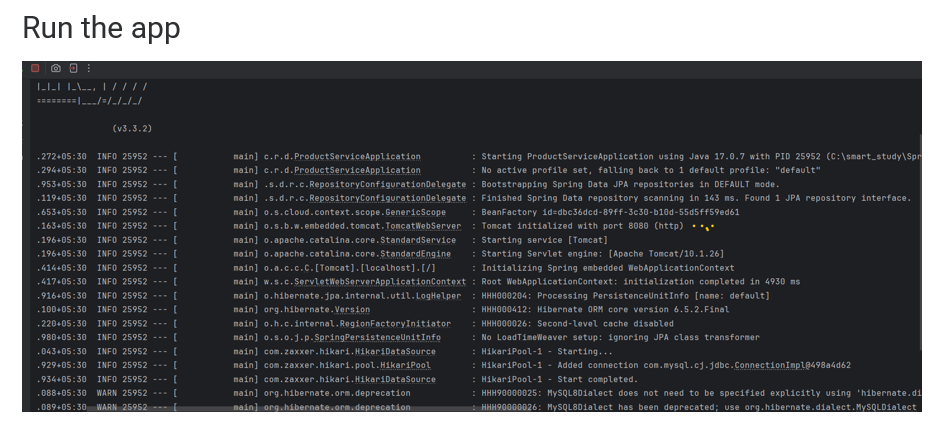 Run the app
|_|_| |_\__, | / / / /
========|___/=/_/_/_/
(v3.3.2)
.272+05:30  INFO 25952 --- [           main] c.r.d.ProductServiceApplication          : Starting ProductServiceApplication using Java 17.0.7 with PID 25952 (C:\smart_study\Spr
.294+05:30  INFO 25952 --- [           main] c.r.d.ProductServiceApplication          : No active profile set, falling back to 1 default profile: "default"
.953+05:30  INFO 25952 --- [           main] .s.d.r.c.RepositoryConfigurationDelegate : Bootstrapping Spring Data JPA repositories in DEFAULT mode.
.119+05:30  INFO 25952 --- [           main] .s.d.r.c.RepositoryConfigurationDelegate : Finished Spring Data repository scanning in 143 ms. Found 1 JPA repository interface.
.653+05:30  INFO 25952 --- [           main] o.s.cloud.context.scope.GenericScope     : BeanFactory id=dbc36dcd-89ff-3c30-b10d-55d5ff59ed61
.163+05:30  INFO 25952 --- [           main] o.s.b.w.embedded.tomcat.TomcatWebServer  : Tomcat initialized with port 8080 (http)
.196+05:30  INFO 25952 --- [           main] o.apache.catalina.core.StandardService   : Starting service [Tomcat]
.196+05:30  INFO 25952 --- [           main] o.apache.catalina.core.StandardEngine    : Starting Servlet engine: [Apache Tomcat/10.1.26]
.414+05:30  INFO 25952 --- [           main] o.a.c.c.C.[Tomcat].[localhost].[/]       : Initializing Spring embedded WebApplicationContext
.417+05:30  INFO 25952 --- [           main] w.s.c.ServletWebServerApplicationContext : Root WebApplicationContext: initialization completed in 4930 ms
.916+05:30  INFO 25952 --- [           main] o.hibernate.jpa.internal.util.LogHelper  : HHH000204: Processing PersistenceUnitInfo [name: default]
.100+05:30  INFO 25952 --- [           main] org.hibernate.Version                    : HHH000412: Hibernate ORM core version 6.5.2.Final
.220+05:30  INFO 25952 --- [           main] o.h.c.internal.RegionFactoryInitiator    : HHH000026: Second-level cache disabled
.980+05:30  INFO 25952 --- [           main] o.s.o.j.p.SpringPersistenceUnitInfo      : No LoadTimeWeaver setup: ignoring JPA class transformer
.043+05:30  INFO 25952 --- [           main] com.zaxxer.hikari.HikariDataSource       : HikariPool-1 - Starting...
.929+05:30  INFO 25952 --- [           main] com.zaxxer.hikari.pool.HikariPool        : HikariPool-1 - Added connection com.mysql.cj.jdbc.ConnectionImpl@498a4d62
.934+05:30  INFO 25952 --- [           main] com.zaxxer.hikari.HikariDataSource       : HikariPool-1 - Start completed.
.088+05:30  WARN 25952 --- [           main] org.hibernate.orm.deprecation            : HHH90000025: MySQL8Dialect does not need to be specified explicitly using 'hibernate.di
.089+05:30  WARN 25952 --- [           main] org.hibernate.orm.deprecation            : HHH90000026: MySQL8Dialect has been deprecated; use org.hibernate.dialect.MySQLDialect